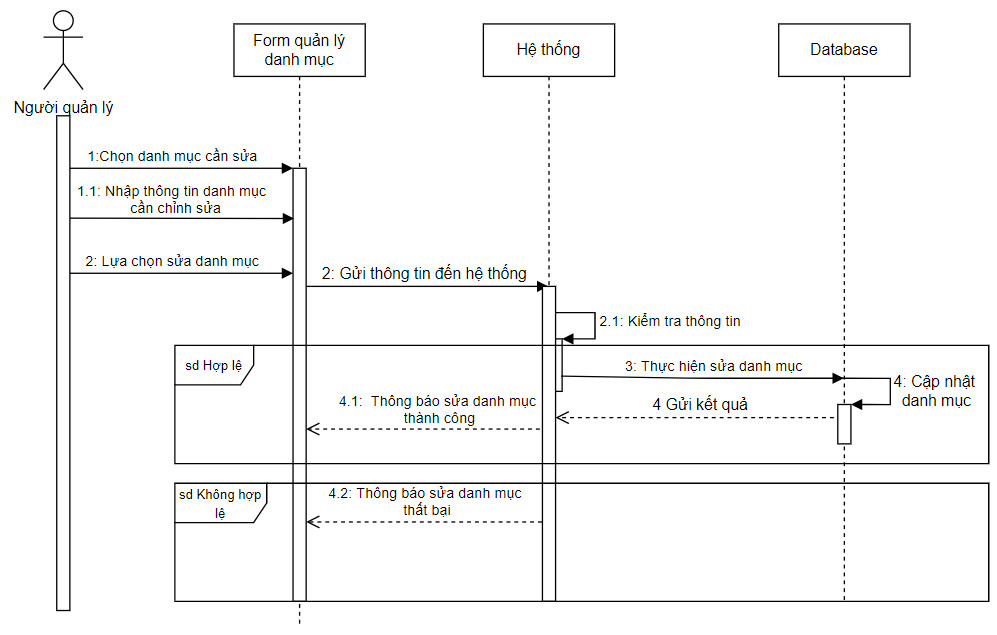 Form quản lý
danh mục
Hệ thống
Database
Người quản lý
1:Chọn danh mục cần sửa
1.1: Nhập thông tin danh mục
cần chỉnh sửa
2: Lựa chọn sửa danh mục
2: Gửi thông tin đến hệ thống
2.1: Kiểm tra thông tin
sd Hợp lệ
3: Thực hiện sửa danh mục
4: Cập nhật
danh mục
4.1:  Thông báo sửa danh mục
thành công
4 Gửi kết quả
sd Không hợp
lệ
4.2: Thông báo sửa danh mục
thất bại